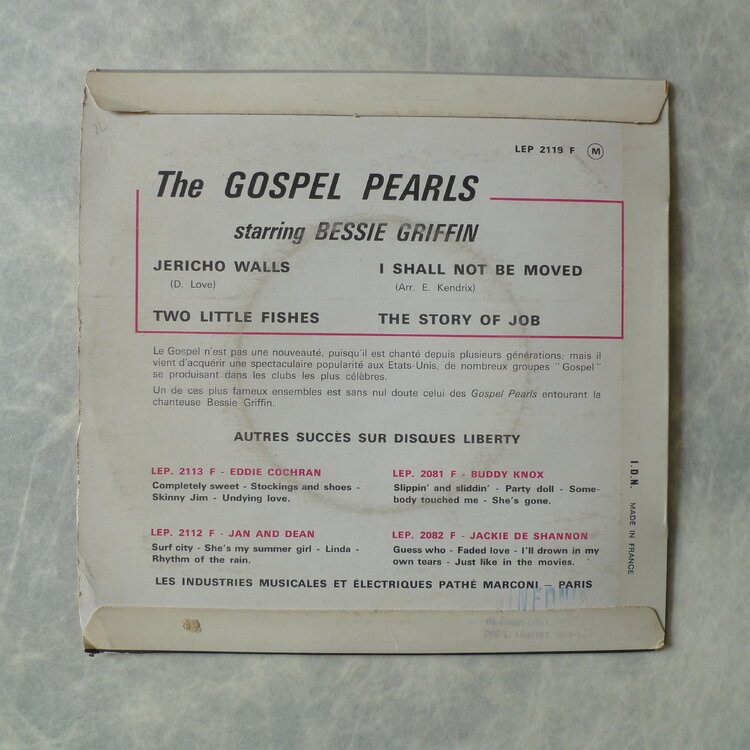 LEP 2119 F M
The GOSPEL PEARLS
starring BESSIE GRIFFIN
JERICHO WALLS
(D. Love)
I SHALL NOT BE MOVED
(Arr. E. Kendrix)
TWO LITTLE FISHES
THE STORY OF JOB
Le Gospel n'est pas une nouveauté, puisqu'il est chanté depuis plusieurs générations, mais il
vient d'acquérir une spectaculaire popularité aux Etats-Unis, de nombreux groupes "Gospel"
se produisant dans les clubs les plus célèbres.
Un de ces plus fameux ensembles est sans nul doute celui des Gospel Pearls entourant la
chanteuse Bessie Griffin.
AUTRES SUCCÈS SUR DISQUES LIBERTY
LEP. 2113 F - EDDIE COCHRAN
Completely sweet - Stockings and shoes -
Skinny Jim - Undying love.
LEP. 2081 F - BUDDY KNOX
Slippin' and sliddin' - Party doll - Some-
body touched me - She's gone.
LEP. 2112 F - JAN AND DEAN
Surf city - She's my summer girl - Linda -
Rhythm of the rain.
LEP. 2082 F - JACKIE DE SHANNON
Guess who - Faded love - I'll drown in my
own tears - Just like in the movies.
LES INDUSTRIES MUSICALES ET ÉLECTRIQUES PATHÉ MARCONI - PARIS
I.D.N. MADE IN FRANCE